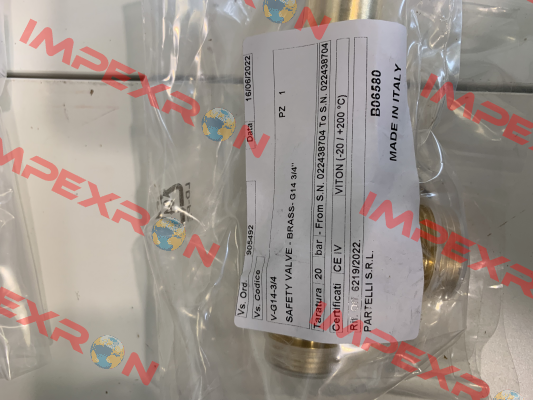 Vs. Ord 905492 Data 16/06/2022
Vs. Codice
V-G14-3/4 PZ 1
SAFETY VALVE - BRASS- G14 3/4"
Taratura 20 bar - From S.N. 022438704 To S.N. 022438704
Certificati CE IV VITON (-20 / +200 °C)
6219/2022.
PARTELLI S.R.L. B06580
MADE IN ITALY
IMPEXRON
IMPEXRON
IMPEXRON
IMPEXRON
IMPEXRON